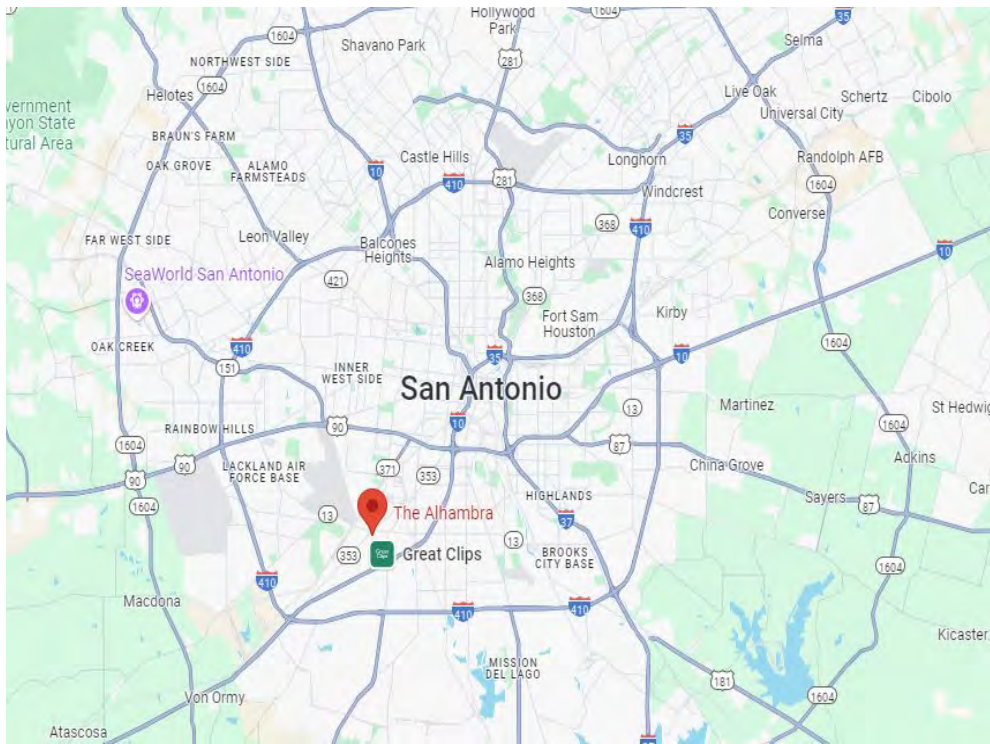 Hollywood
Park
1604
1604
35
Shavano Park
Selma
281
NORTHWEST SIDE
1604
Helotes
Live Oak
Schertz
Cibolo
vernment
nyon State
tural Area
Universal City
BRAUN'S FARM
35
OAK GROVE
ALAMO
FARMSTEADS
10
Castle Hills
Longhorn
Randolph AFB
410
281
Windcrest
1604
Converse
368
410
FAR WEST SIDE
Leon Valley
Balcones
Heights
10
SeaWorld San Antonio
Alamo Heights
421
368
Fort Sam
Houston
Kirby
OAK CREEK
410
35
10
1604
151
INNER
WEST SIDE
San Antonio
13
Martinez
St Hedwig
10
90
87
1604
RAINBOW HILLS
1604
90
90
LACKLAND AIR
FORCE BASE
371
353
China Grove
Adkins
1604
HIGHLANDS
Sayers
87
Car
13
The Alhambra
37
353
Great Clips
13
BROOKS
CITY BASE
1604
410
Macdona
410
410
Kicaster
MISSION
DEL LAGO
181
1604
Von Ormy
Atascosa